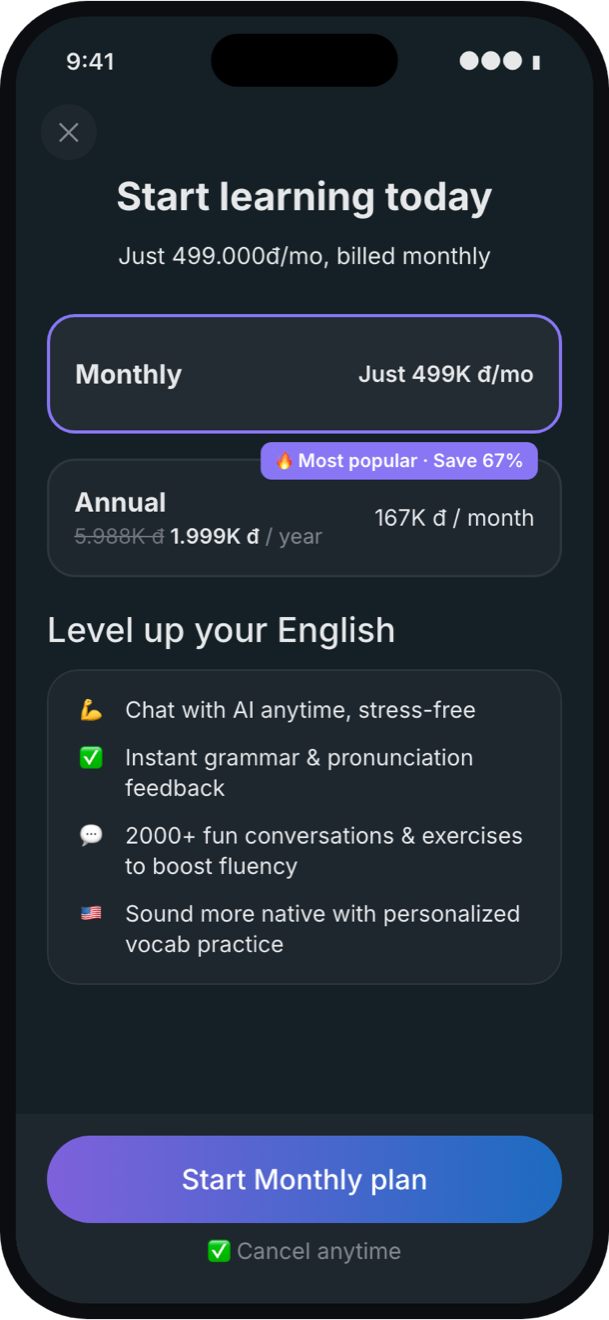 9:41
Start learning today
Just 499.000đ/mo, billed monthly
Monthly
Just 499K đ/mo
🔥 Most popular · Save 67%
Annual
5.988K đ 1.999K đ / year
167K đ / month
Level up your English
💪 Chat with AI anytime, stress-free
✅ Instant grammar & pronunciation
feedback
💬 2000+ fun conversations & exercises
to boost fluency
🇺🇸 Sound more native with personalized
vocab practice
Start Monthly plan
✅ Cancel anytime